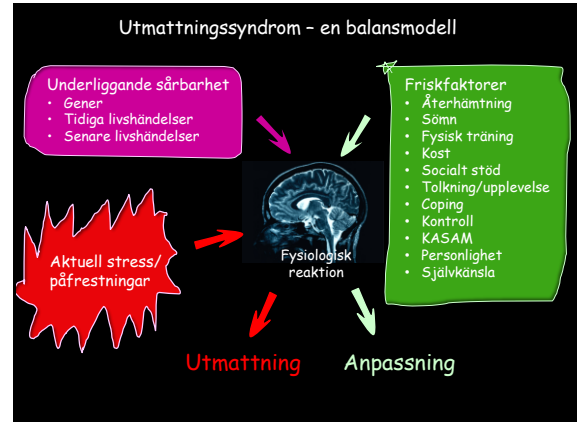 Utmattningssyndrom – en balansmodell
Underliggande sårbarhet
• Gener
• Tidiga livshändelser
• Senare livshändelser
Friskfaktorer
• Återhämtning
• Sömn
• Fysisk träning
• Kost
• Socialt stöd
• Tolkning/upplevelse
• Coping
• Kontroll
• KASAM
• Personlighet
• Självkänsla
Aktuell stress/
påfrestningar
Fysiologisk
reaktion
Utmattning
Anpassning